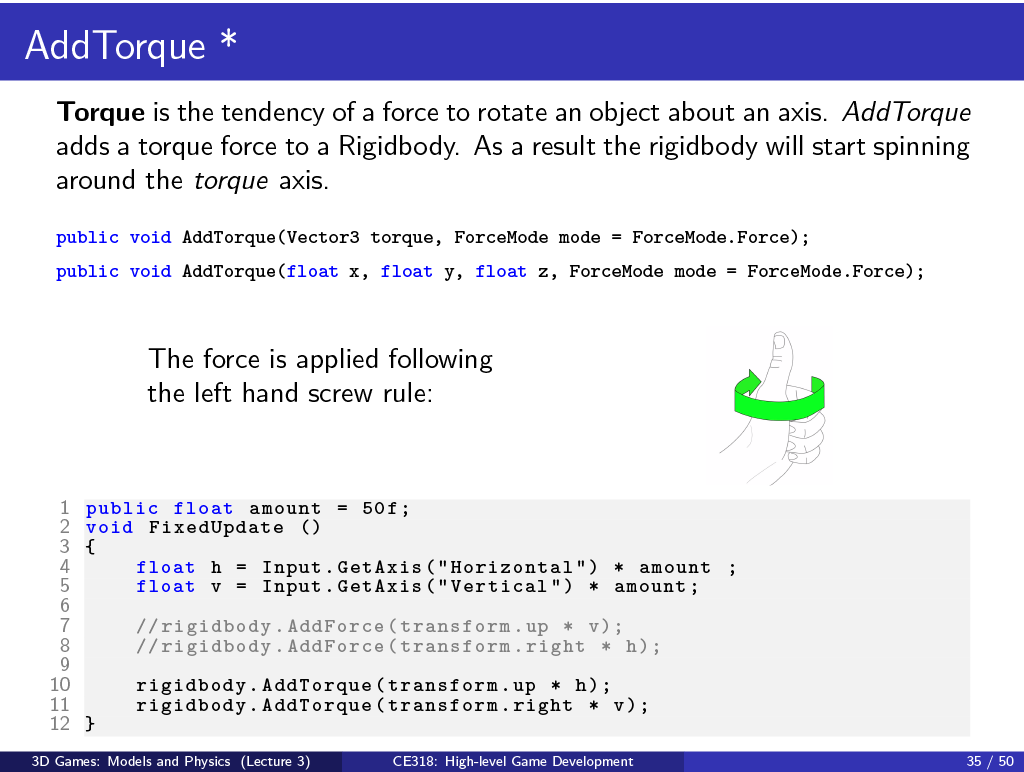 AddTorque *
Torque is the tendency of a force to rotate an object about an axis. AddTorque
adds a torque force to a Rigidbody. As a result the rigidbody will start spinning
around the torque axis.
public void AddTorque(Vector3 torque, ForceMode mode = ForceMode.Force);
public void AddTorque(float x, float y, float z, ForceMode mode = ForceMode.Force);
The force is applied following
the left hand screw rule:
1 public float amount = 50f;
2 void FixedUpdate ()
3 {
4 float h = Input.GetAxis("Horizontal") * amount ;
5 float v = Input.GetAxis("Vertical") * amount;
6
7 //rigidbody.AddForce(transform.up * v);
8 //rigidbody.AddForce(transform.right * h);
9
10 rigidbody.AddTorque(transform.up * h);
11 rigidbody.AddTorque(transform.right * v);
12 }
3D Games: Models and Physics (Lecture 3) CE318: High-level Game Development 35 / 50